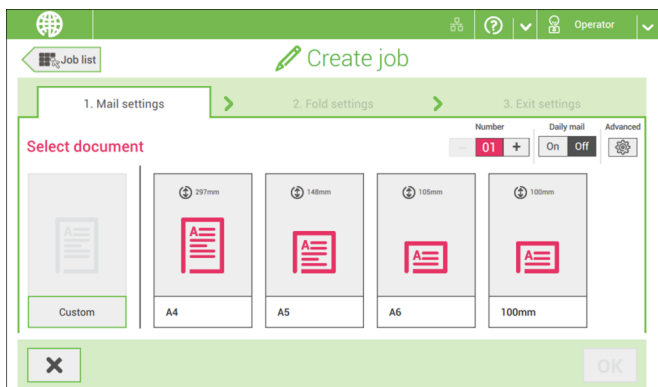 Operator
Job list
Create job
1. Mail settings
2. Fold settings
3. Exit settings
Select document
Number
01
Daily mail
On Off
Advanced
297mm
148mm
105mm
100mm
Custom
A4
A5
A6
100mm
OK